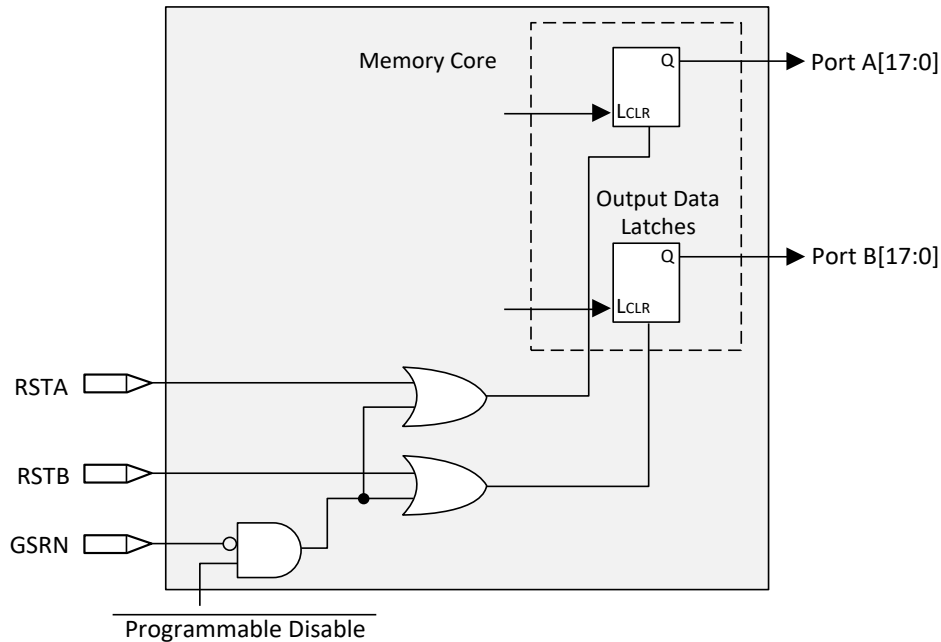 Memory Core
Q
Port A[17:0]
LCLR
Output Data
Latches
Q
Port B[17:0]
LCLR
RSTA
RSTB
GSRN
Programmable Disable